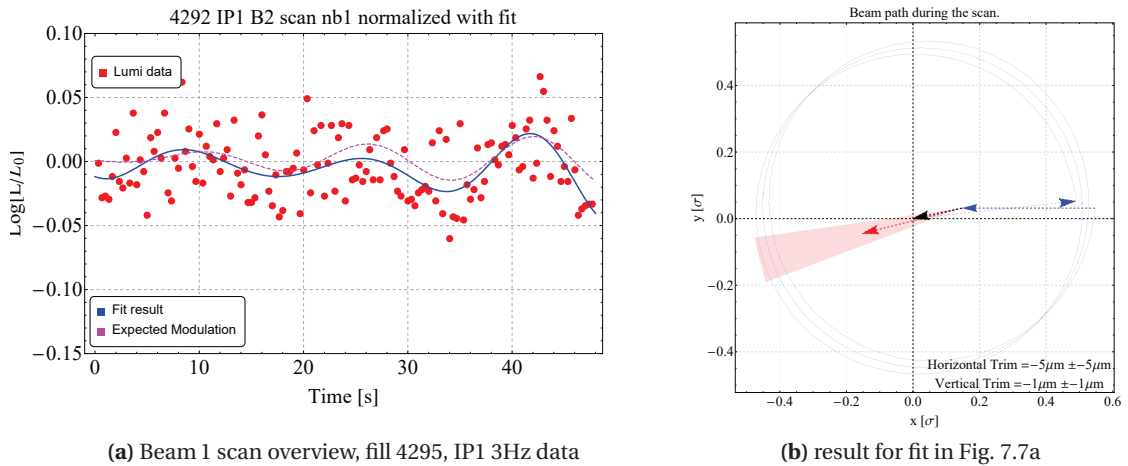 4292 IP1 B2 scan nb1 normalized with fit
0.10
0.05
0.00
−0.05
−0.10
−0.15
Log[L/L₀]
Lumi data
Fit result
Expected Modulation
0 10 20 30 40
Time [s]
(a) Beam 1 scan overview, fill 4295, IP1 3Hz data
Beam path during the scan.
0.4
0.2
0.0
−0.2
−0.4
y [σ]
Horizontal Trim =−5μm ±−5μm
Vertical Trim =−1μm ±−1μm
−0.4 −0.2 0.0 0.2 0.4 0.6
x [σ]
(b) result for fit in Fig. 7.7a